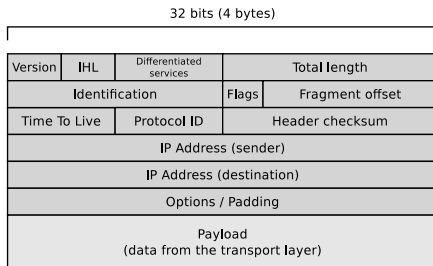 32 bits (4 bytes)
Version IHL Differentiated services Total length
Identification Flags Fragment offset
Time To Live Protocol ID Header checksum
IP Address (sender)
IP Address (destination)
Options / Padding
Payload
(data from the transport layer)